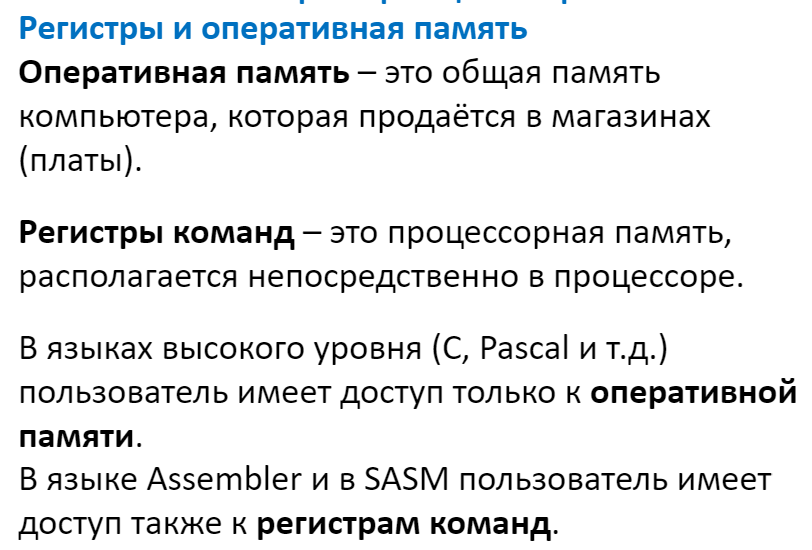 Регистры и оперативная память
Оперативная память – это общая память
компьютера, которая продаётся в магазинах
(платы).
Регистры команд – это процессорная память,
располагается непосредственно в процессоре.
В языках высокого уровня (C, Pascal и т.д.)
пользователь имеет доступ только к оперативной
памяти.
В языке Assembler и в SASM пользователь имеет
доступ также к регистрам команд.